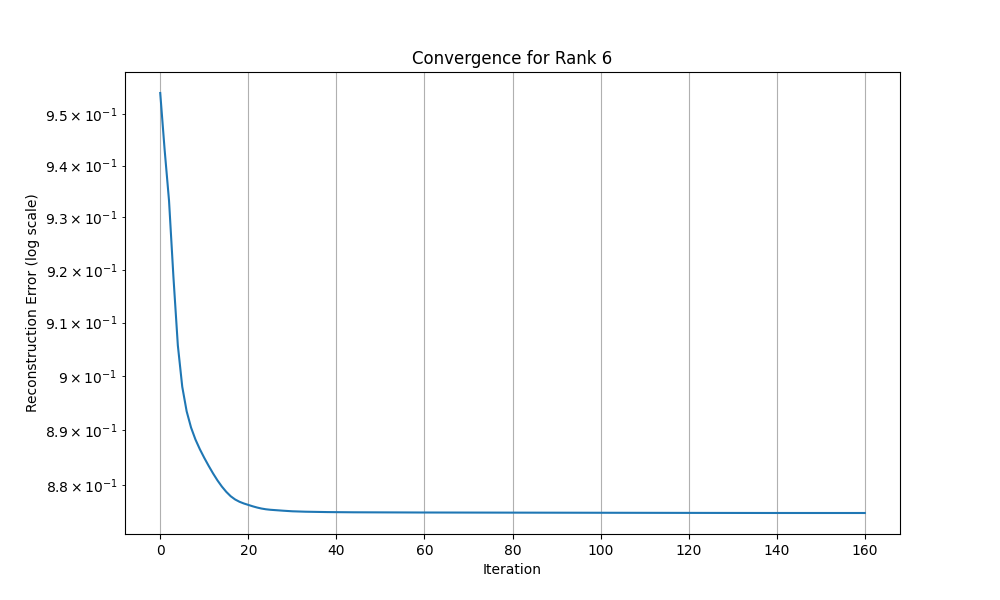 Convergence for Rank 6
Reconstruction Error (log scale)
9.5 × 10⁻¹
9.4 × 10⁻¹
9.3 × 10⁻¹
9.2 × 10⁻¹
9.1 × 10⁻¹
9 × 10⁻¹
8.9 × 10⁻¹
8.8 × 10⁻¹
0 20 40 60 80 100 120 140 160
Iteration